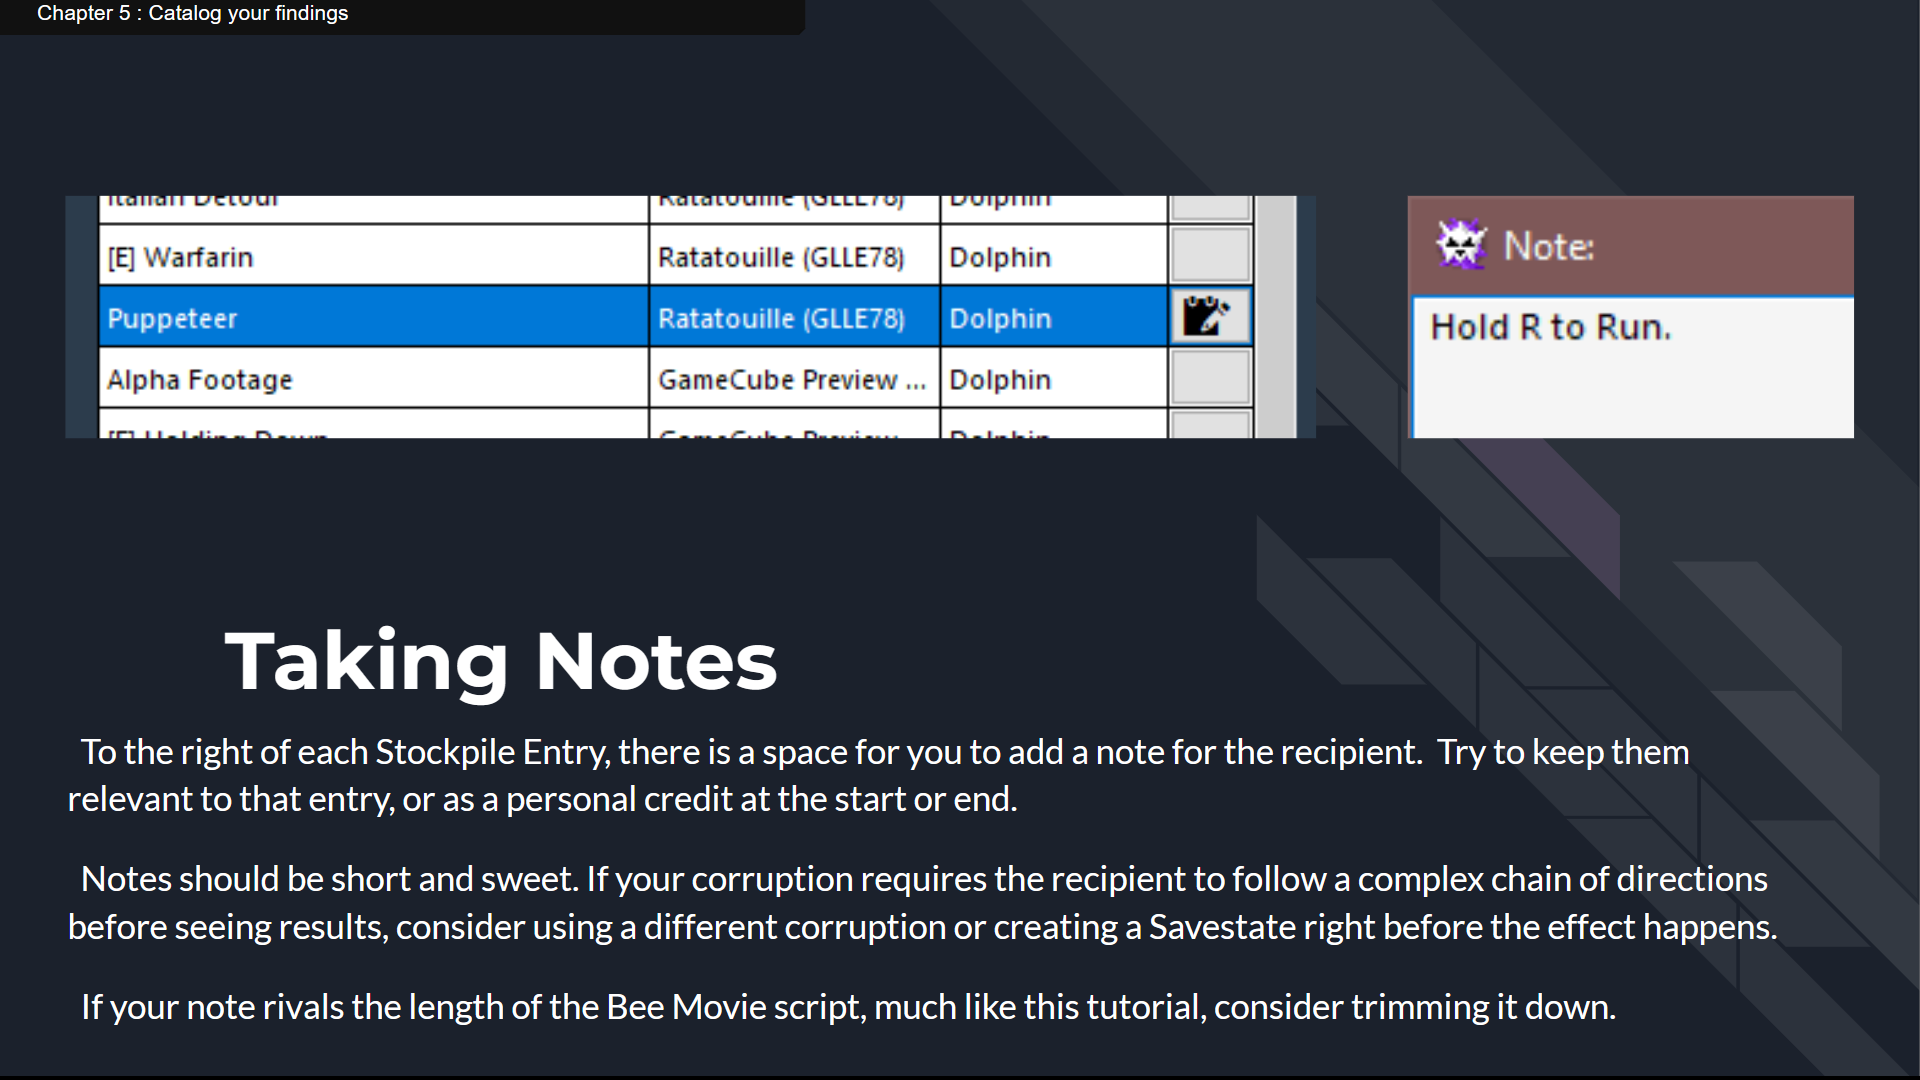 Chapter 5 : Catalog your findings
Italian Detour Ratatouille (GLLE78) Dolphin
[E] Warfarin Ratatouille (GLLE78) Dolphin
Puppeteer Ratatouille (GLLE78) Dolphin
Alpha Footage GameCube Preview ... Dolphin
[E] Holding Down GameCube Preview Dolphin
Note:
Hold R to Run.
Taking Notes
To the right of each Stockpile Entry, there is a space for you to add a note for the recipient. Try to keep them
relevant to that entry, or as a personal credit at the start or end.
Notes should be short and sweet. If your corruption requires the recipient to follow a complex chain of directions
before seeing results, consider using a different corruption or creating a Savestate right before the effect happens.
If your note rivals the length of the Bee Movie script, much like this tutorial, consider trimming it down.